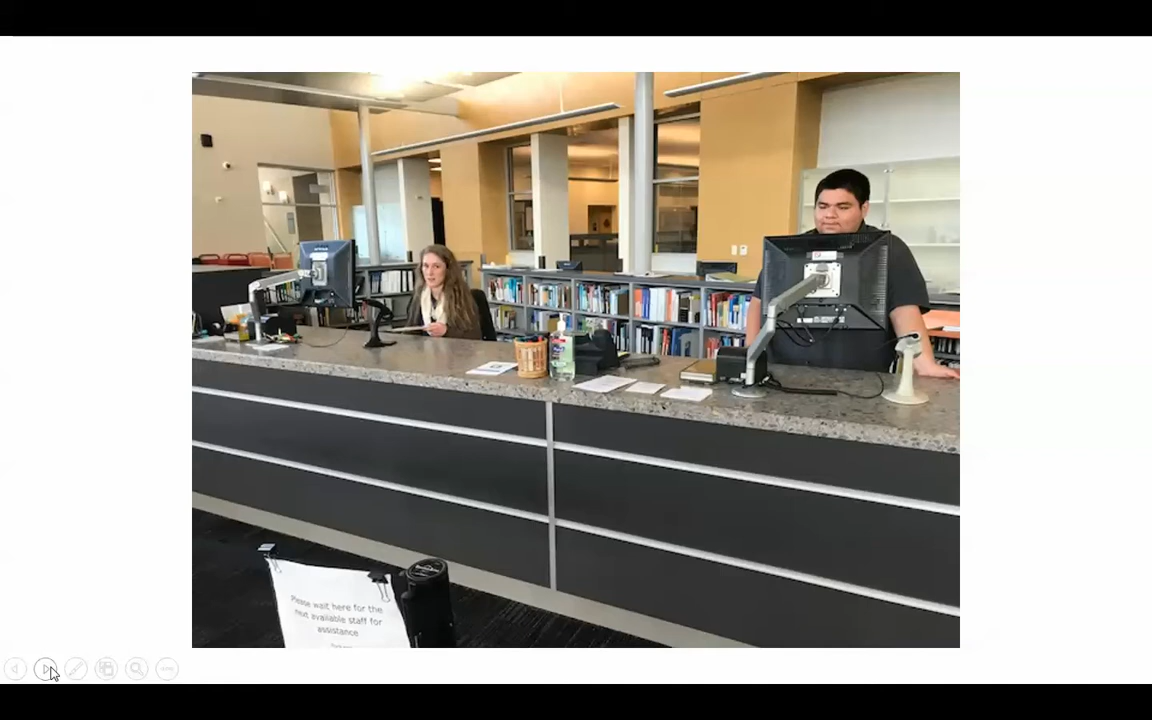 Please wait here for the
next available staff for
assistance